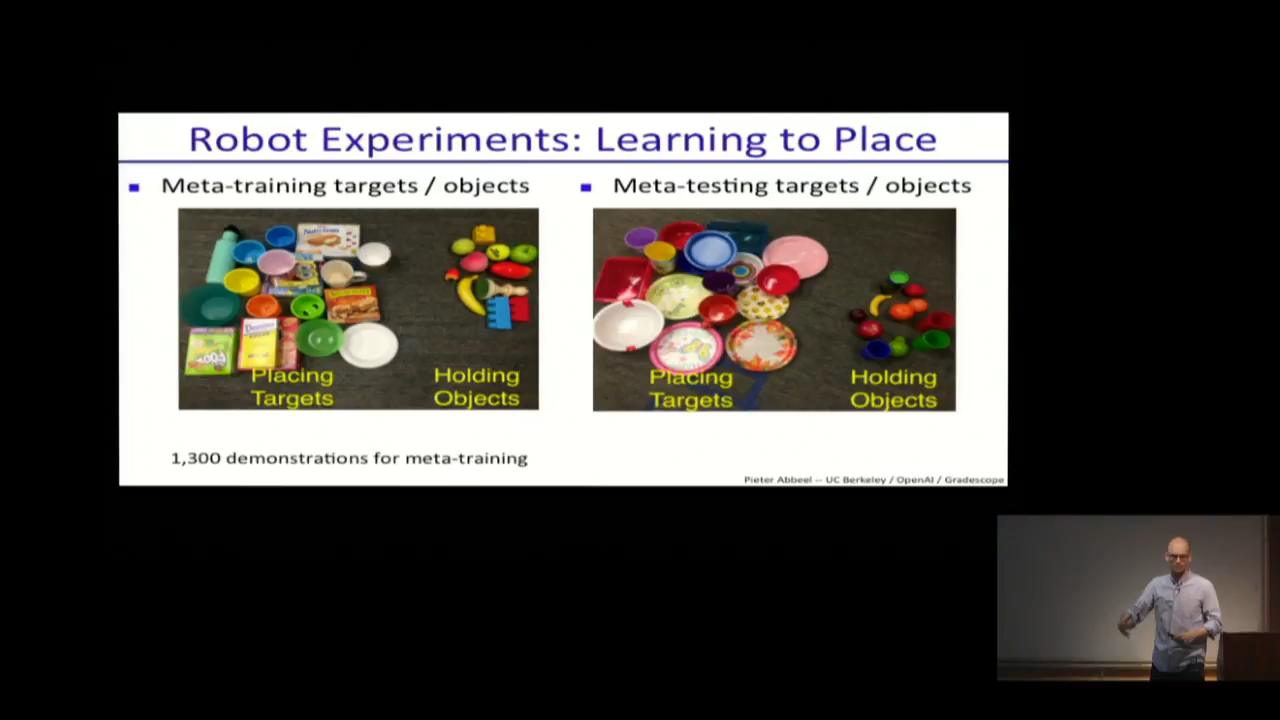 Robot Experiments: Learning to Place
Meta-training targets / objects
Meta-testing targets / objects
Placing
Targets
Holding
Objects
Placing
Targets
Holding
Objects
1,300 demonstrations for meta-training
Pieter Abbeel -- UC Berkeley / OpenAI / Gradescope